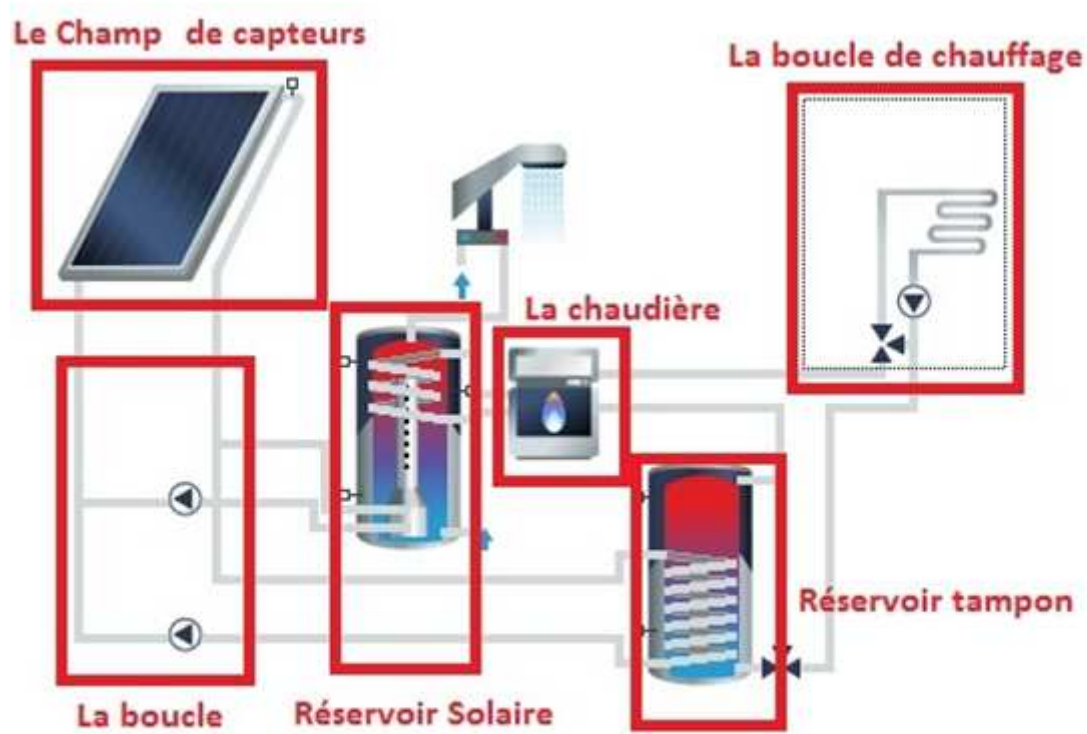 Le Champ de capteurs
La boucle de chauffage
La chaudière
Réservoir tampon
La boucle
Réservoir Solaire